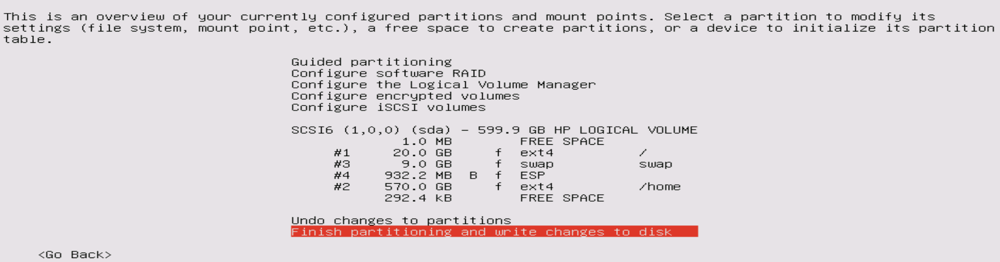 This is an overview of your currently configured partitions and mount points. Select a partition to modify its
settings (file system, mount point, etc.), a free space to create partitions, or a device to initialize its partition
table.
Guided partitioning
Configure software RAID
Configure the Logical Volume Manager
Configure encrypted volumes
Configure iSCSI volumes
SCSI6 (1,0,0) (sda) - 599.9 GB HP LOGICAL VOLUME
1.0 MB FREE SPACE
#1 20.0 GB f ext4 /
#3 9.0 GB f swap swap
#4 932.2 MB B f ESP
#2 570.0 GB f ext4 /home
292.4 kB FREE SPACE
Undo changes to partitions
Finish partitioning and write changes to disk
<Go Back>